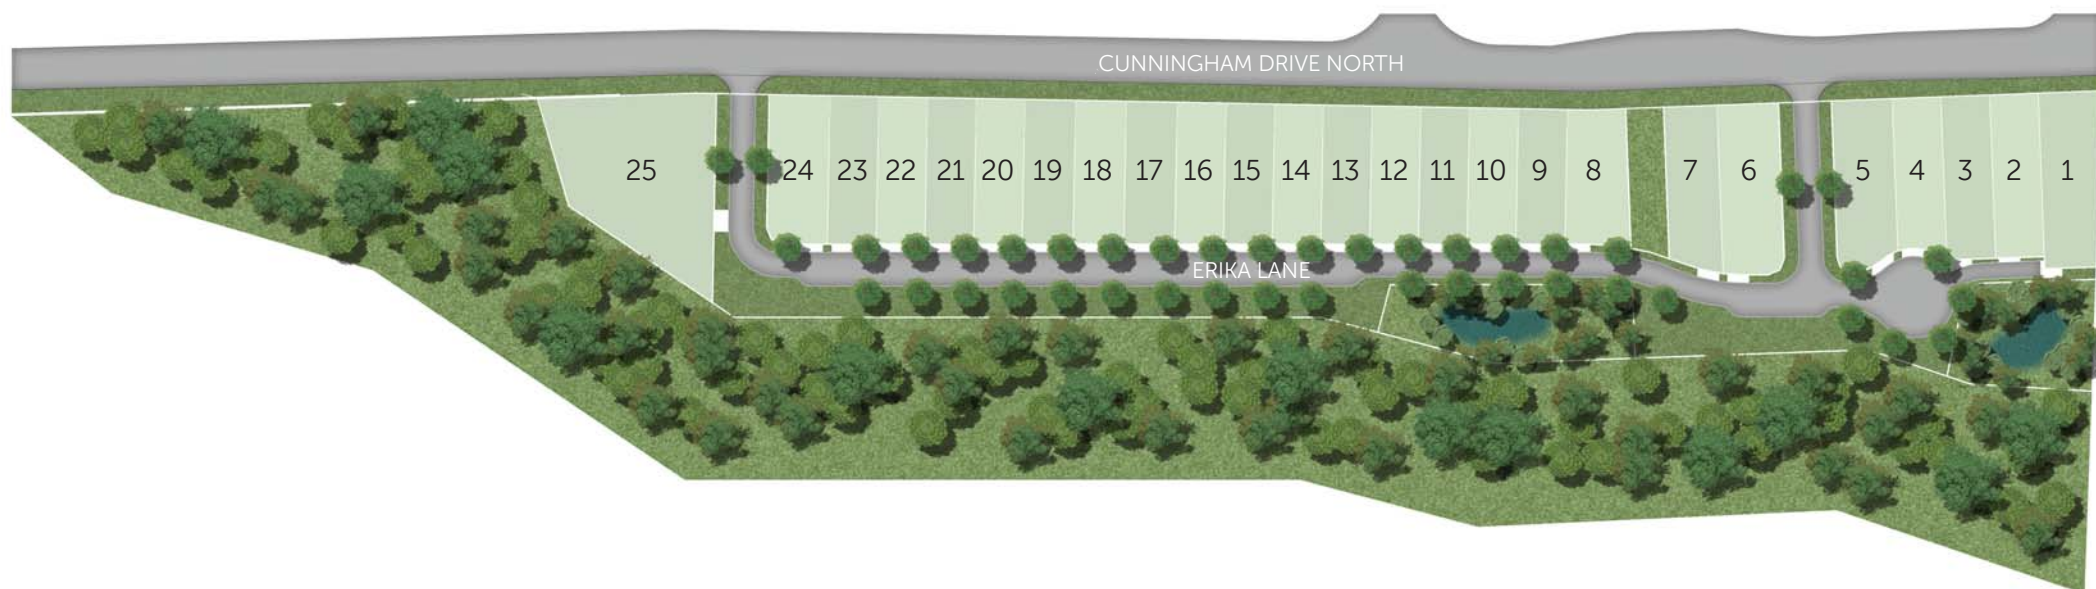 CUNNINGHAM DRIVE NORTH
25 24 23 22 21 20 19 18 17 16 15 14 13 12 11 10 9 8 7 6 5 4 3 2 1
ERIKA LANE